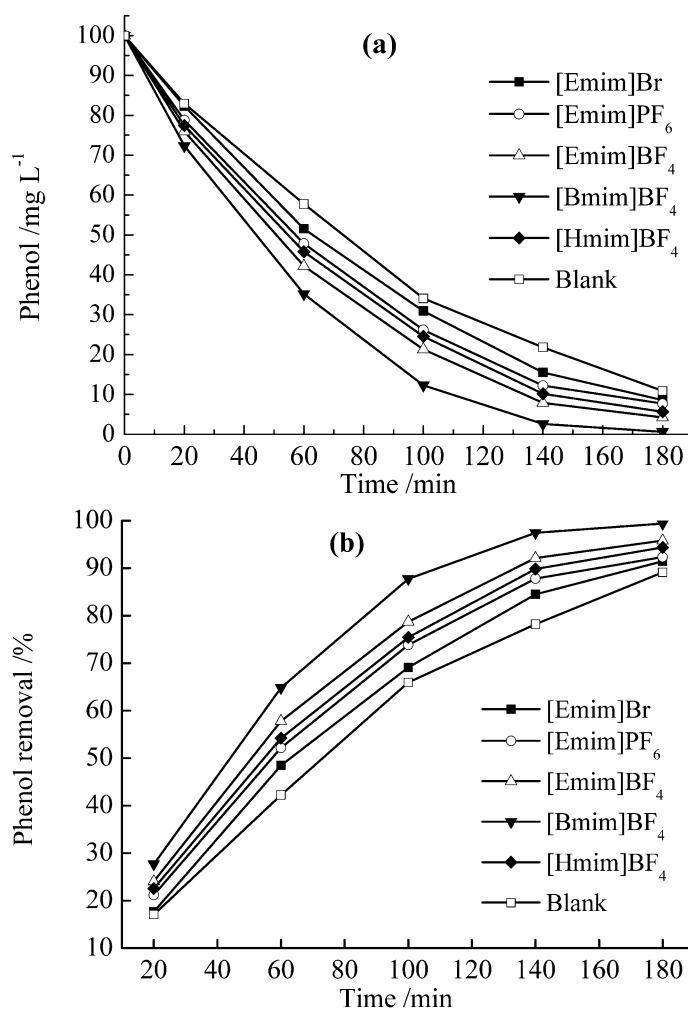 (a)
Phenol /mg L⁻¹
100
90
80
70
60
50
40
30
20
10
0
[Emim]Br
[Emim]PF₆
[Emim]BF₄
[Bmim]BF₄
[Hmim]BF₄
Blank
0 20 40 60 80 100 120 140 160 180
Time /min
(b)
Phenol removal /%
100
90
80
70
60
50
40
30
20
10
[Emim]Br
[Emim]PF₆
[Emim]BF₄
[Bmim]BF₄
[Hmim]BF₄
Blank
20 40 60 80 100 120 140 160 180
Time /min